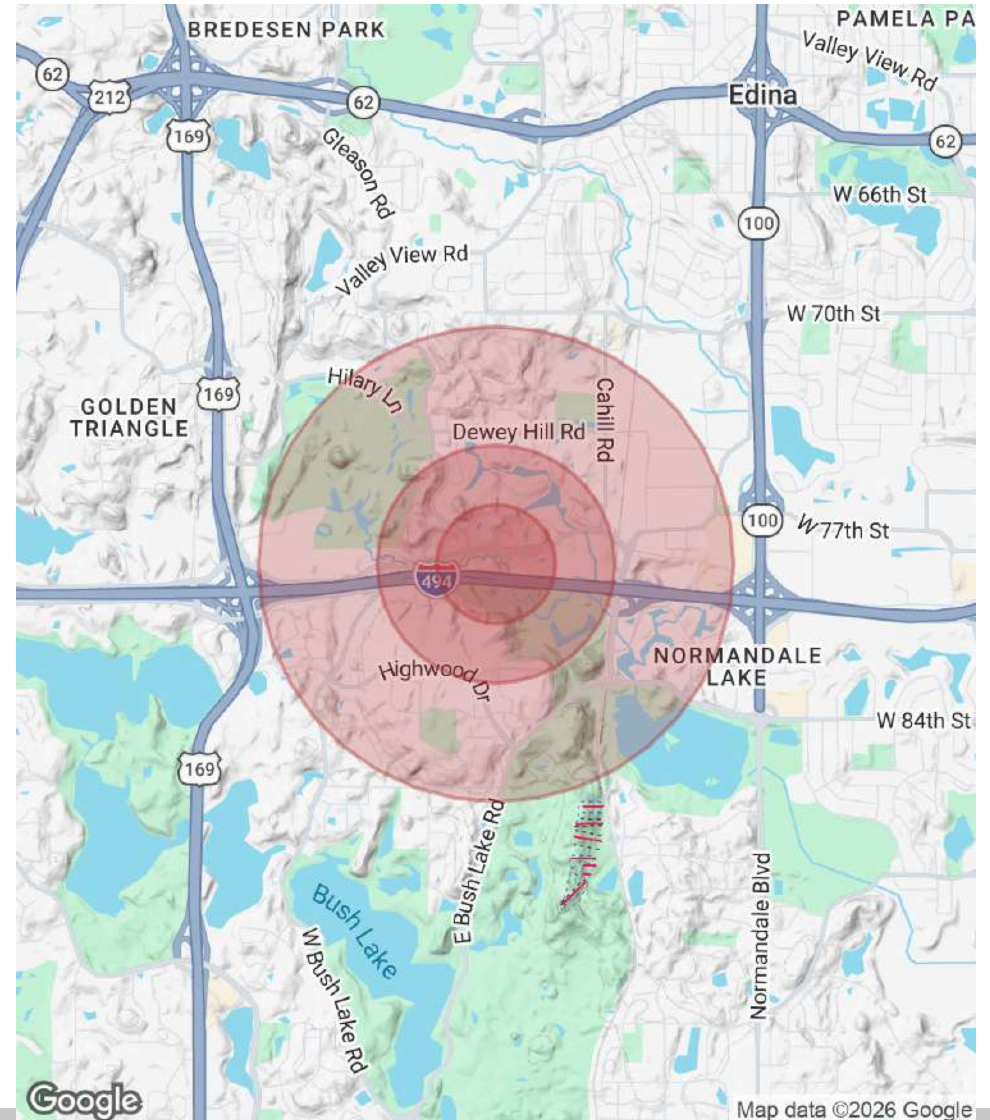 BREDESEN PARK
PAMELA PA
Valley View Rd
62
212
169
62
Edina
62
Gleason Rd
W 66th St
100
Valley View Rd
W 70th St
Hilary Ln
169
GOLDEN
TRIANGLE
Cahill Rd
Dewey Hill Rd
100
W 77th St
494
NORMANDALE
LAKE
Highwood Dr
W 84th St
169
E Bush Lake Rd
Bush Lake
W Bush Lake Rd
Normandale Blvd
Google
Map data ©2026 Google